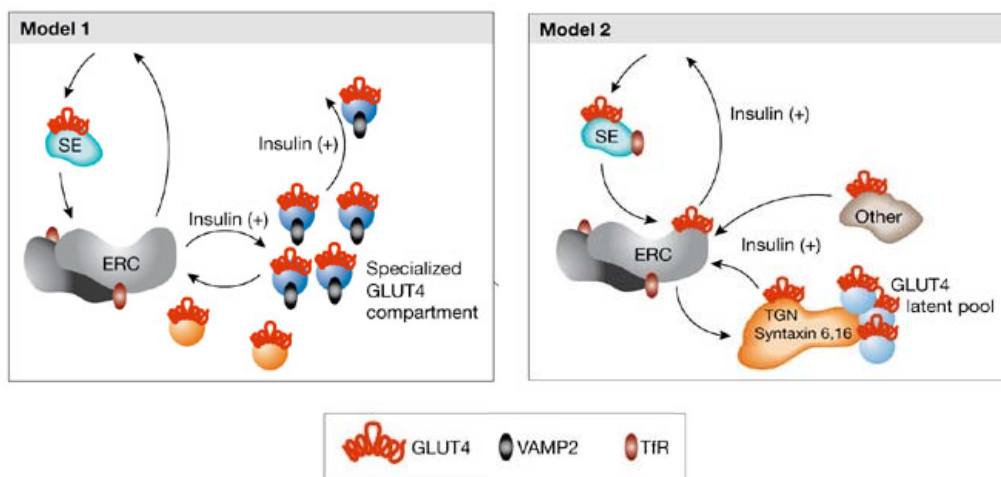 Model 1
SE
ERC
Insulin (+)
Insulin (+)
Specialized
GLUT4
compartment
Model 2
SE
ERC
Insulin (+)
Other
Insulin (+)
GLUT4
latent pool
TGN
Syntaxin 6,16
GLUT4
VAMP2
TfR